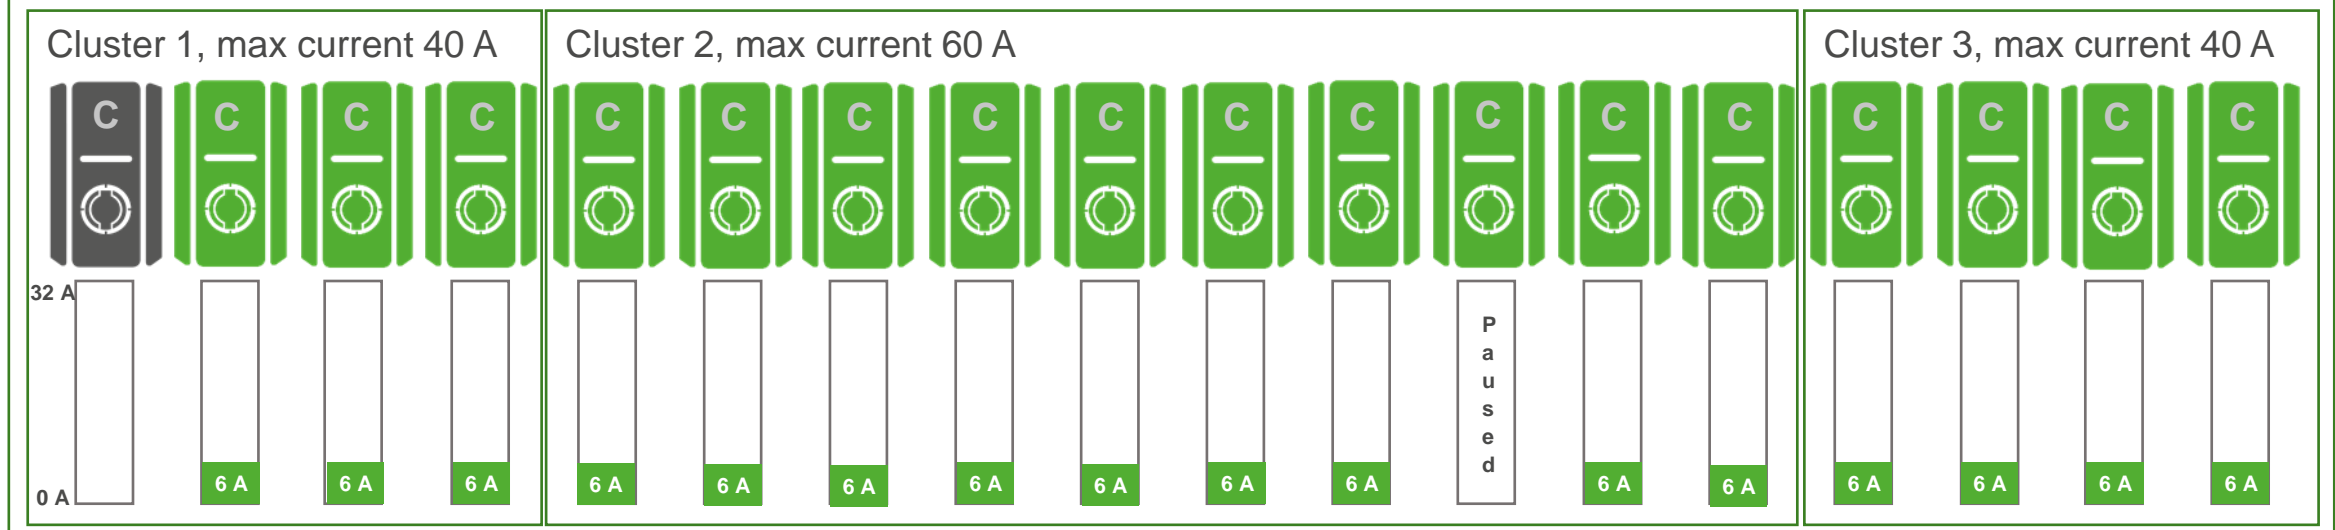 Cluster 1, max current 40 A
Cluster 2, max current 60 A
Cluster 3, max current 40 A
C C C C C C C C C C C C C C C C C C
32 A
Paused
0 A
6 A 6 A 6 A 6 A 6 A 6 A 6 A 6 A 6 A 6 A 6 A 6 A 6 A 6 A 6 A 6 A